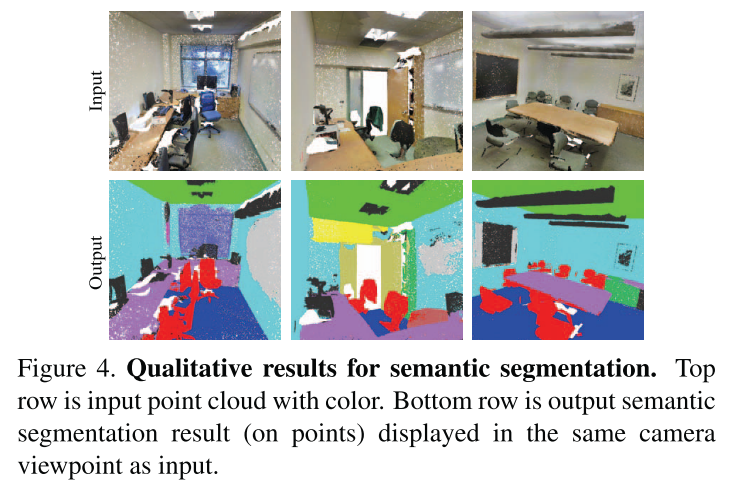 Input
Output
Figure 4. Qualitative results for semantic segmentation. Top
row is input point cloud with color. Bottom row is output semantic
segmentation result (on points) displayed in the same camera
viewpoint as input.